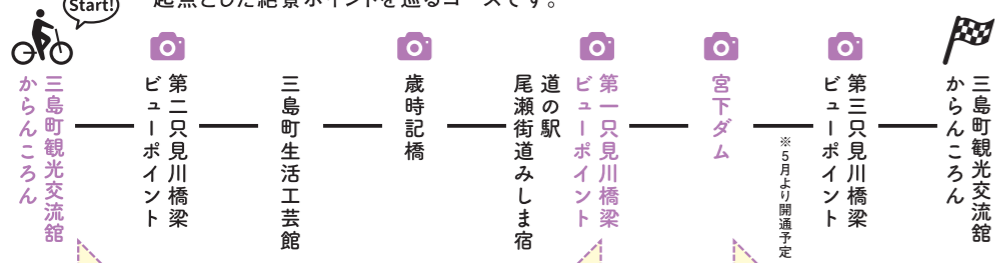 Start!
起点とした絶景ポイントを巡るコースです。
三島町観光交流舘
からんころん
第二只見川橋梁
ビューポイント
三島町生活工芸館
歳時記橋
道の駅
尾瀬街道みしま宿
第一只見川橋梁
ビューポイント
宮下ダム
※5月より開通予定
第三只見川橋梁
ビューポイント
三島町観光交流舘
からんころん